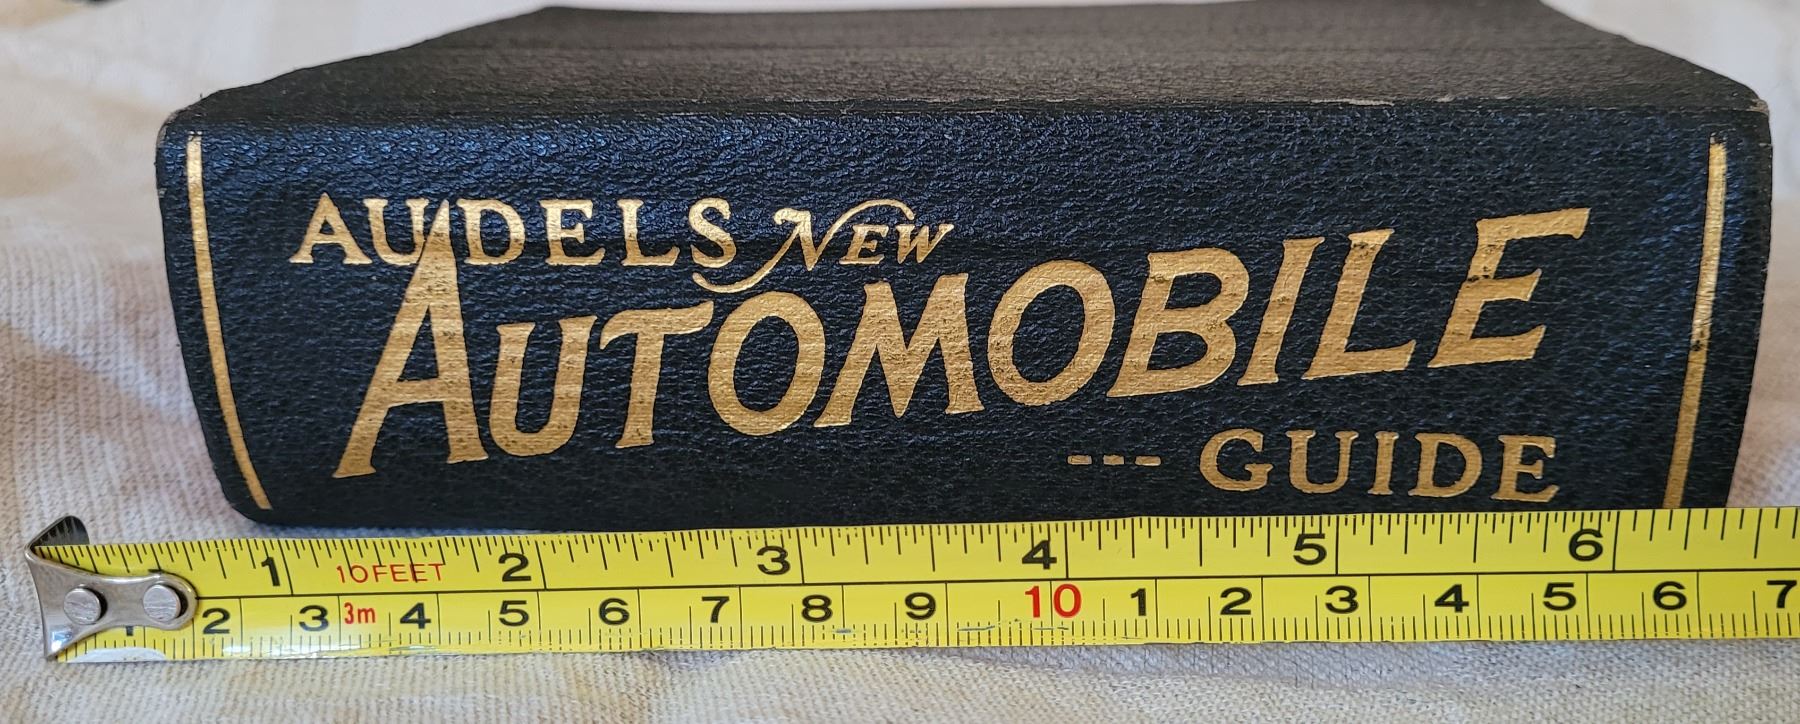 AUDELS NEW
AUTOMOBILE
--- GUIDE
1 10FEET 2 3 4 5 6
1 2 3 3m 4 5 6 7 8 9 10 1 2 3 4 5 6 7